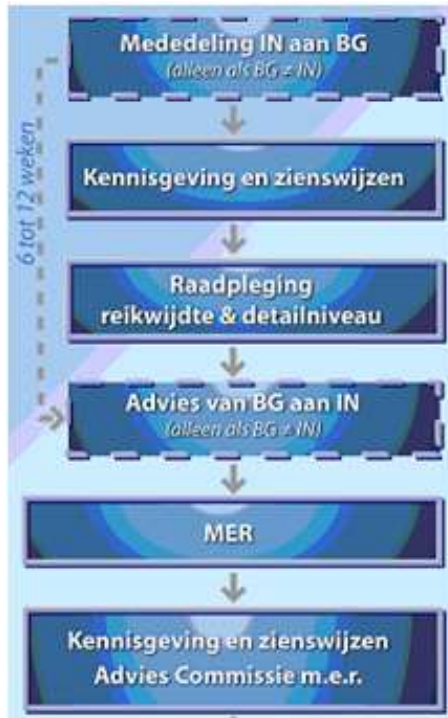 Mededeling IN aan BG
(alleen als BG ≠ IN)
6 tot 12 weken
Kennisgeving en zienswijzen
Raadpleging
reikwijdte & detailniveau
Advies van BG aan IN
(alleen als BG ≠ IN)
MER
Kennisgeving en zienswijzen
Advies Commissie m.e.r.